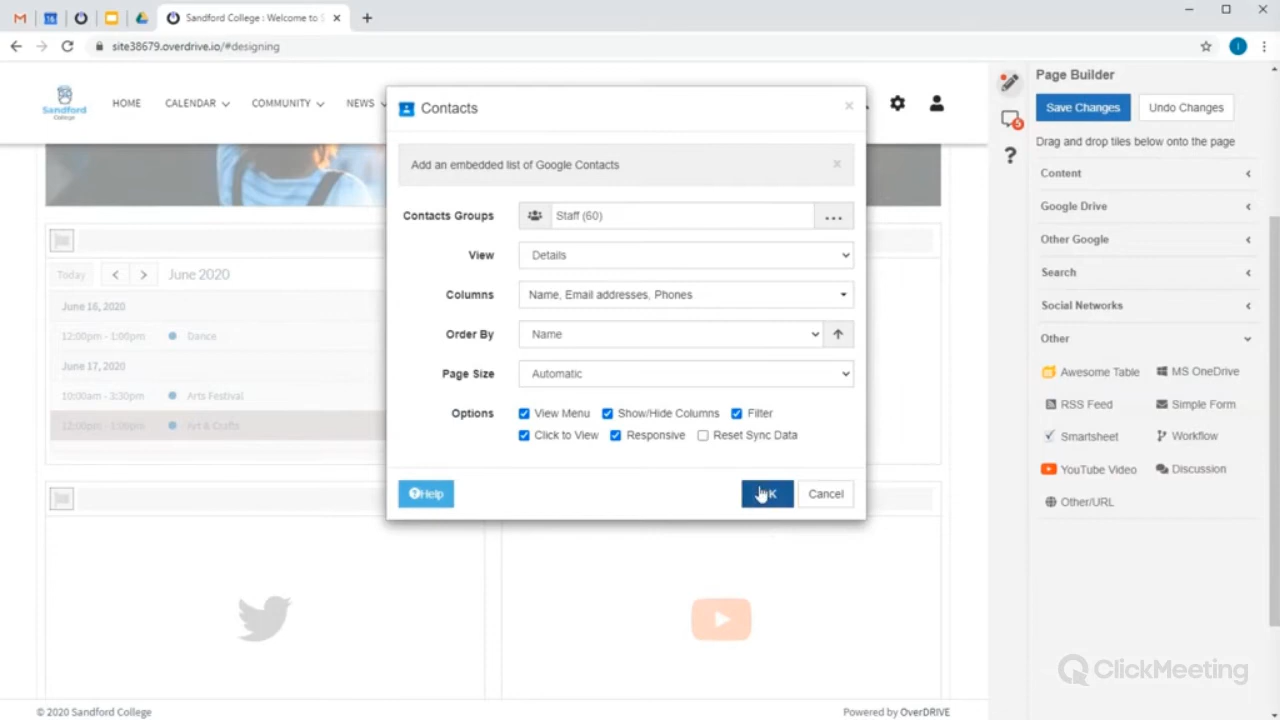 Sandford College : Welcome to S
site38679.overdrive.io/#designing
Sandford
College
HOME
CALENDAR
COMMUNITY
NEWS
Contacts
Add an embedded list of Google Contacts
Contacts Groups
Staff (60)
...
View
Details
Columns
Name, Email addresses, Phones
Order By
Name
Page Size
Automatic
Options
View Menu
Show/Hide Columns
Filter
Click to View
Responsive
Reset Sync Data
Help
Cancel
Today
June 2020
June 16, 2020
12:00pm - 1:00pm
Dance
June 17, 2020
10:00am - 3:30pm
Arts Festival
12:00pm - 1:00pm
Art & Crafts
Page Builder
Save Changes
Undo Changes
Drag and drop tiles below onto the page
Content
Google Drive
Other Google
Search
Social Networks
Other
Awesome Table
MS OneDrive
RSS Feed
Simple Form
Smartsheet
Workflow
YouTube Video
Discussion
Other/URL
ClickMeeting
© 2020 Sandford College
Powered by OverDRIVE